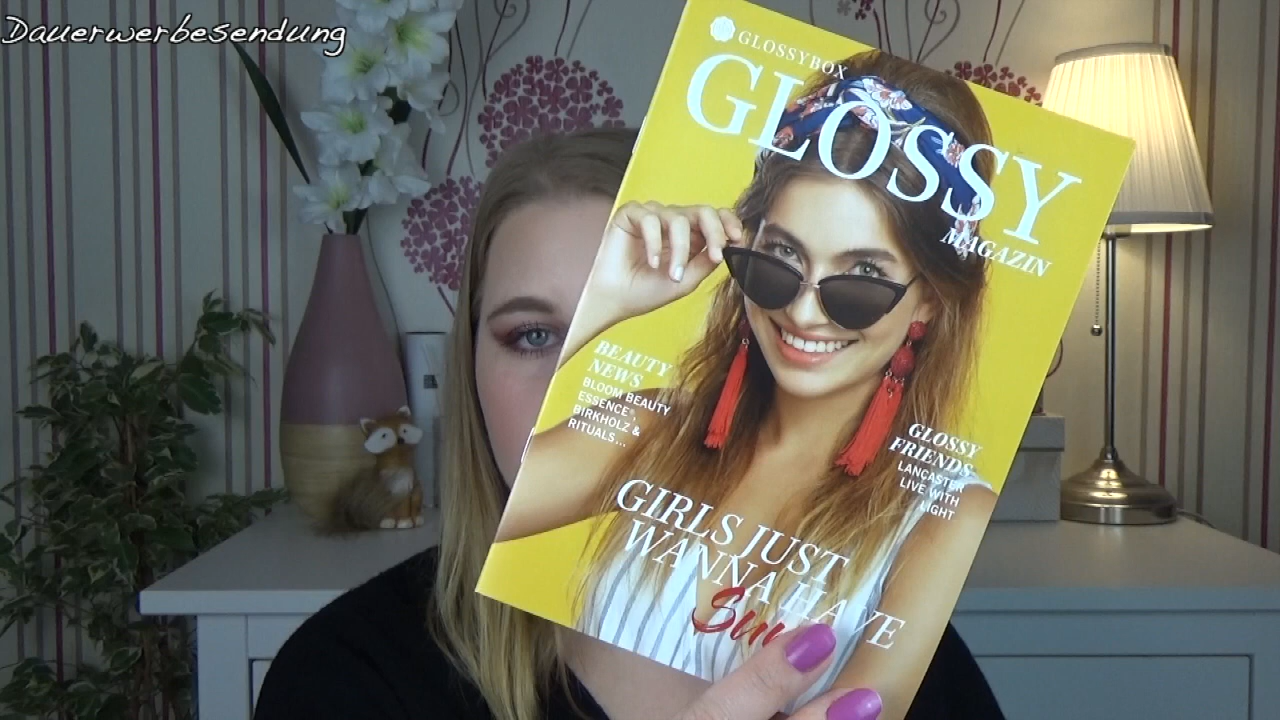 Dauerwerbesendung
GLOSSYBOX
GLOSSY
MAGAZIN
BEAUTY
NEWS
BLOOM BEAUTY
ESSENCE,
BIRKHOLZ &
RITUALS...
GLOSSY
FRIENDS
LANCASTER
LIVE WITH
LIGHT
GIRLS JUST
WANNA HAVE